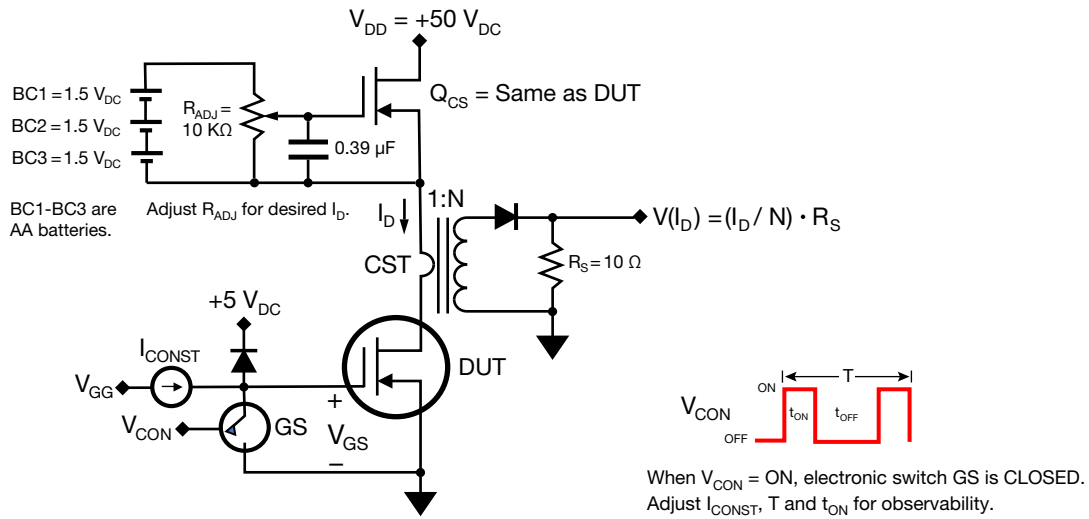 V_DD = +50 V_DC
BC1 = 1.5 V_DC
BC2 = 1.5 V_DC
BC3 = 1.5 V_DC
R_ADJ =
10 KΩ
Q_CS = Same as DUT
0.39 µF
BC1-BC3 are
AA batteries.
Adjust R_ADJ for desired I_D.
I_D
1:N
CST
V(I_D) = (I_D / N) · R_S
R_S = 10 Ω
+5 V_DC
I_CONST
V_GG
V_CON
GS
DUT
+
V_GS
−
V_CON
ON
OFF
T
t_ON
t_OFF
When V_CON = ON, electronic switch GS is CLOSED.
Adjust I_CONST, T and t_ON for observability.